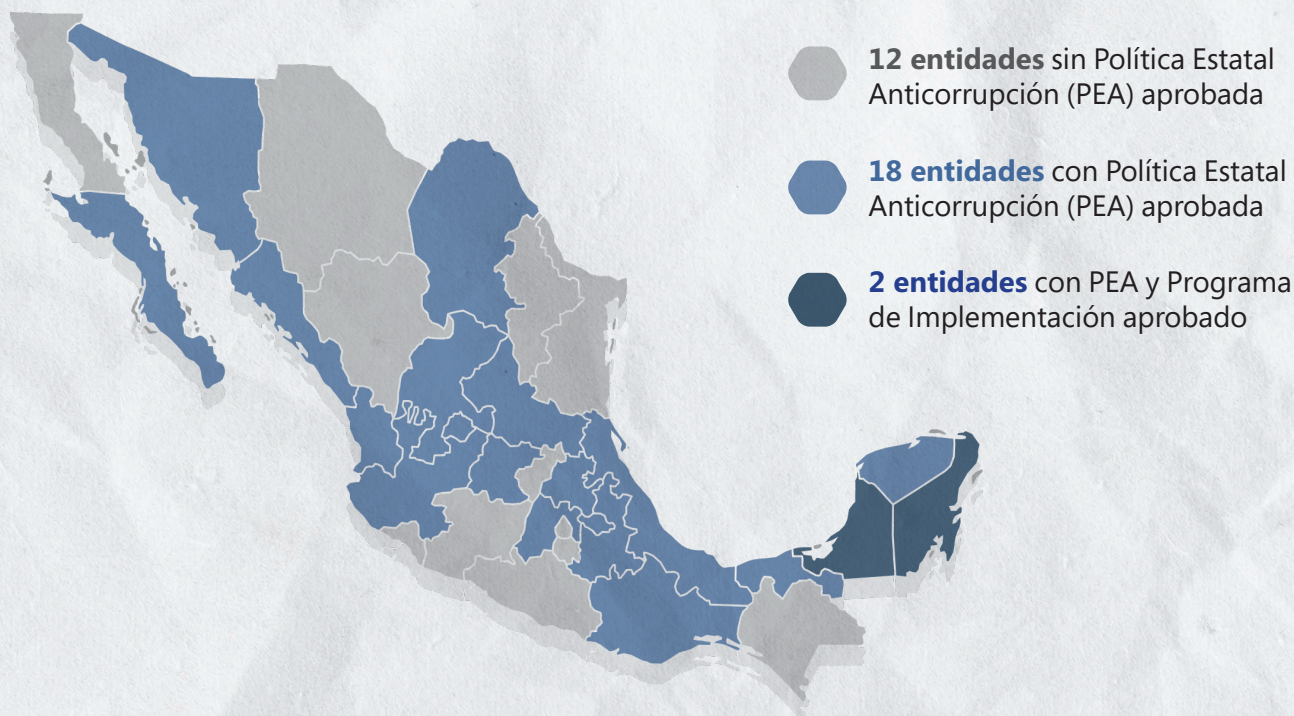 12 entidades sin Política Estatal
Anticorrupción (PEA) aprobada
18 entidades con Política Estatal
Anticorrupción (PEA) aprobada
2 entidades con PEA y Programa
de Implementación aprobado